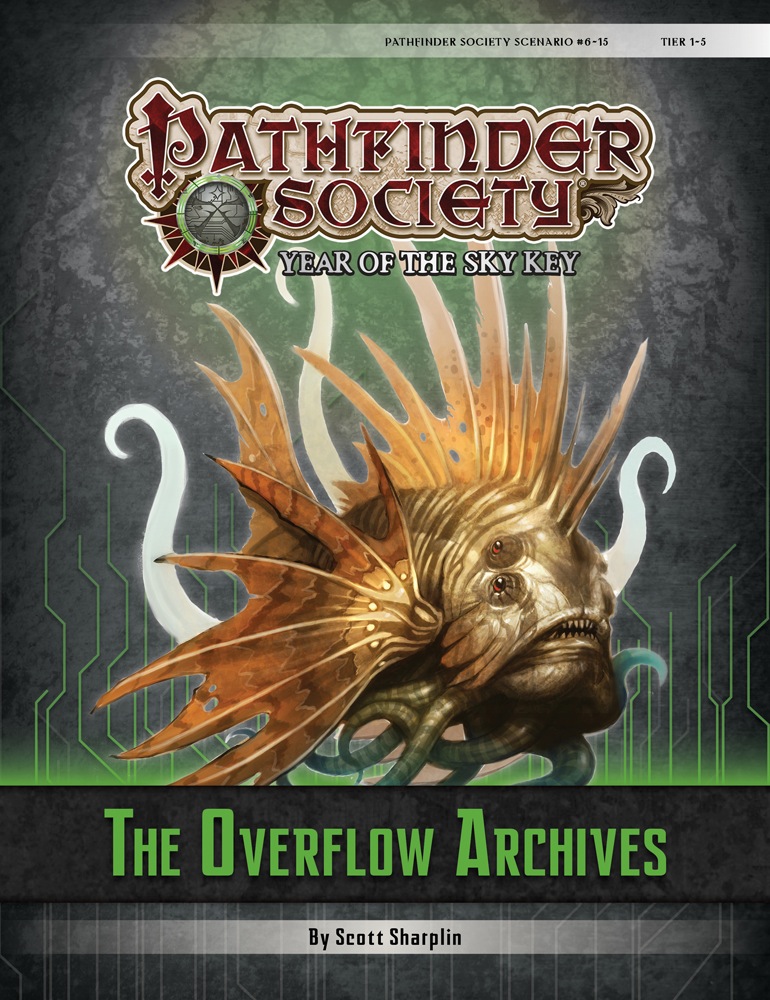 PATHFINDER SOCIETY SCENARIO #6-15 TIER 1-5
PATHFINDER
SOCIETY®
YEAR OF THE SKY KEY
THE OVERFLOW ARCHIVES
By Scott Sharplin